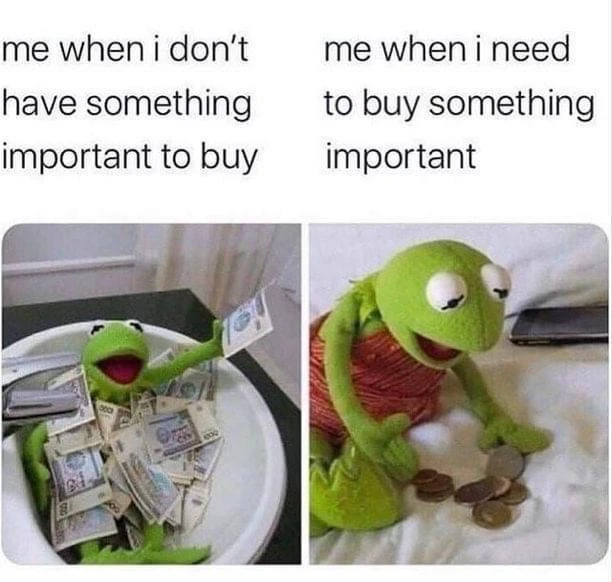 me when i don't
have something
important to buy
me when i need
to buy something
important